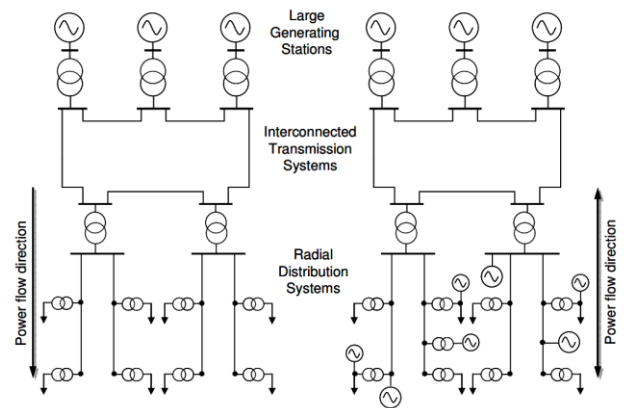 Large
Generating
Stations
Interconnected
Transmission
Systems
Power flow direction
Radial
Distribution
Systems
Power flow direction